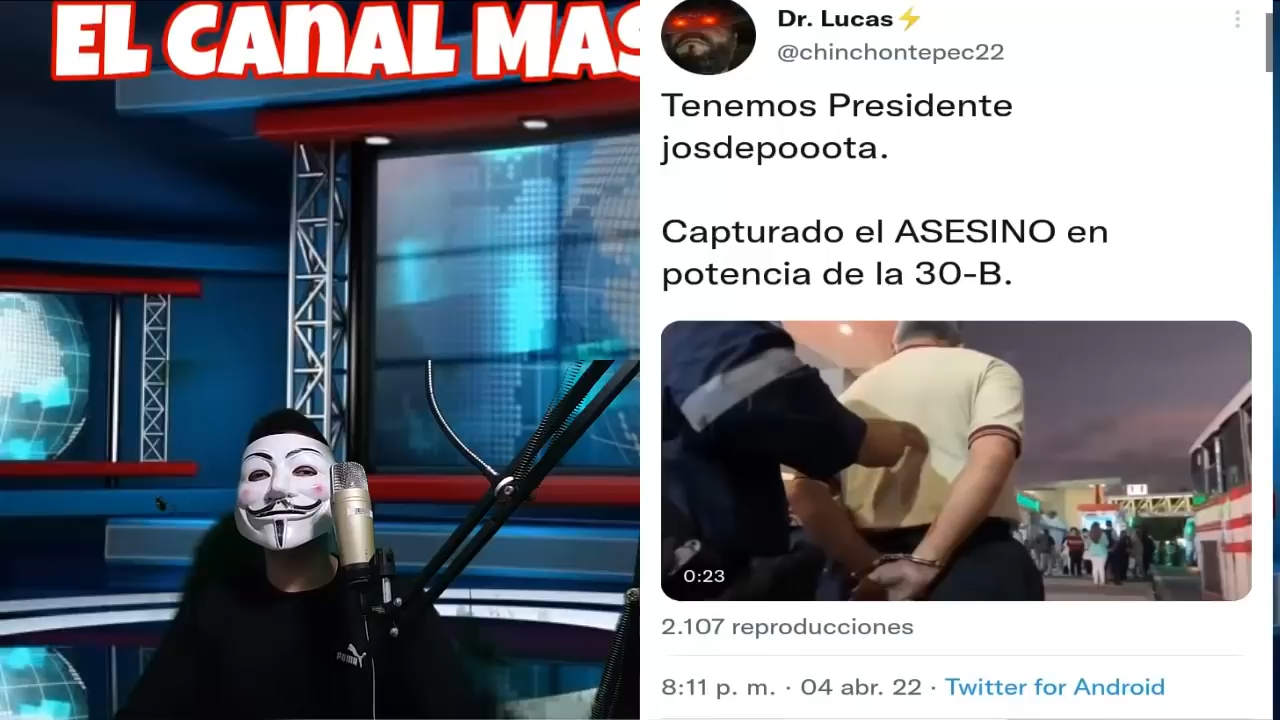 EL CANAL MAS
Dr. Lucas⚡
@chinchontepec22
Tenemos Presidente
josdepooota.
Capturado el ASESINO en
potencia de la 30-B.
0:23
2.107 reproducciones
8:11 p. m. · 04 abr. 22 · Twitter for Android
PUMA